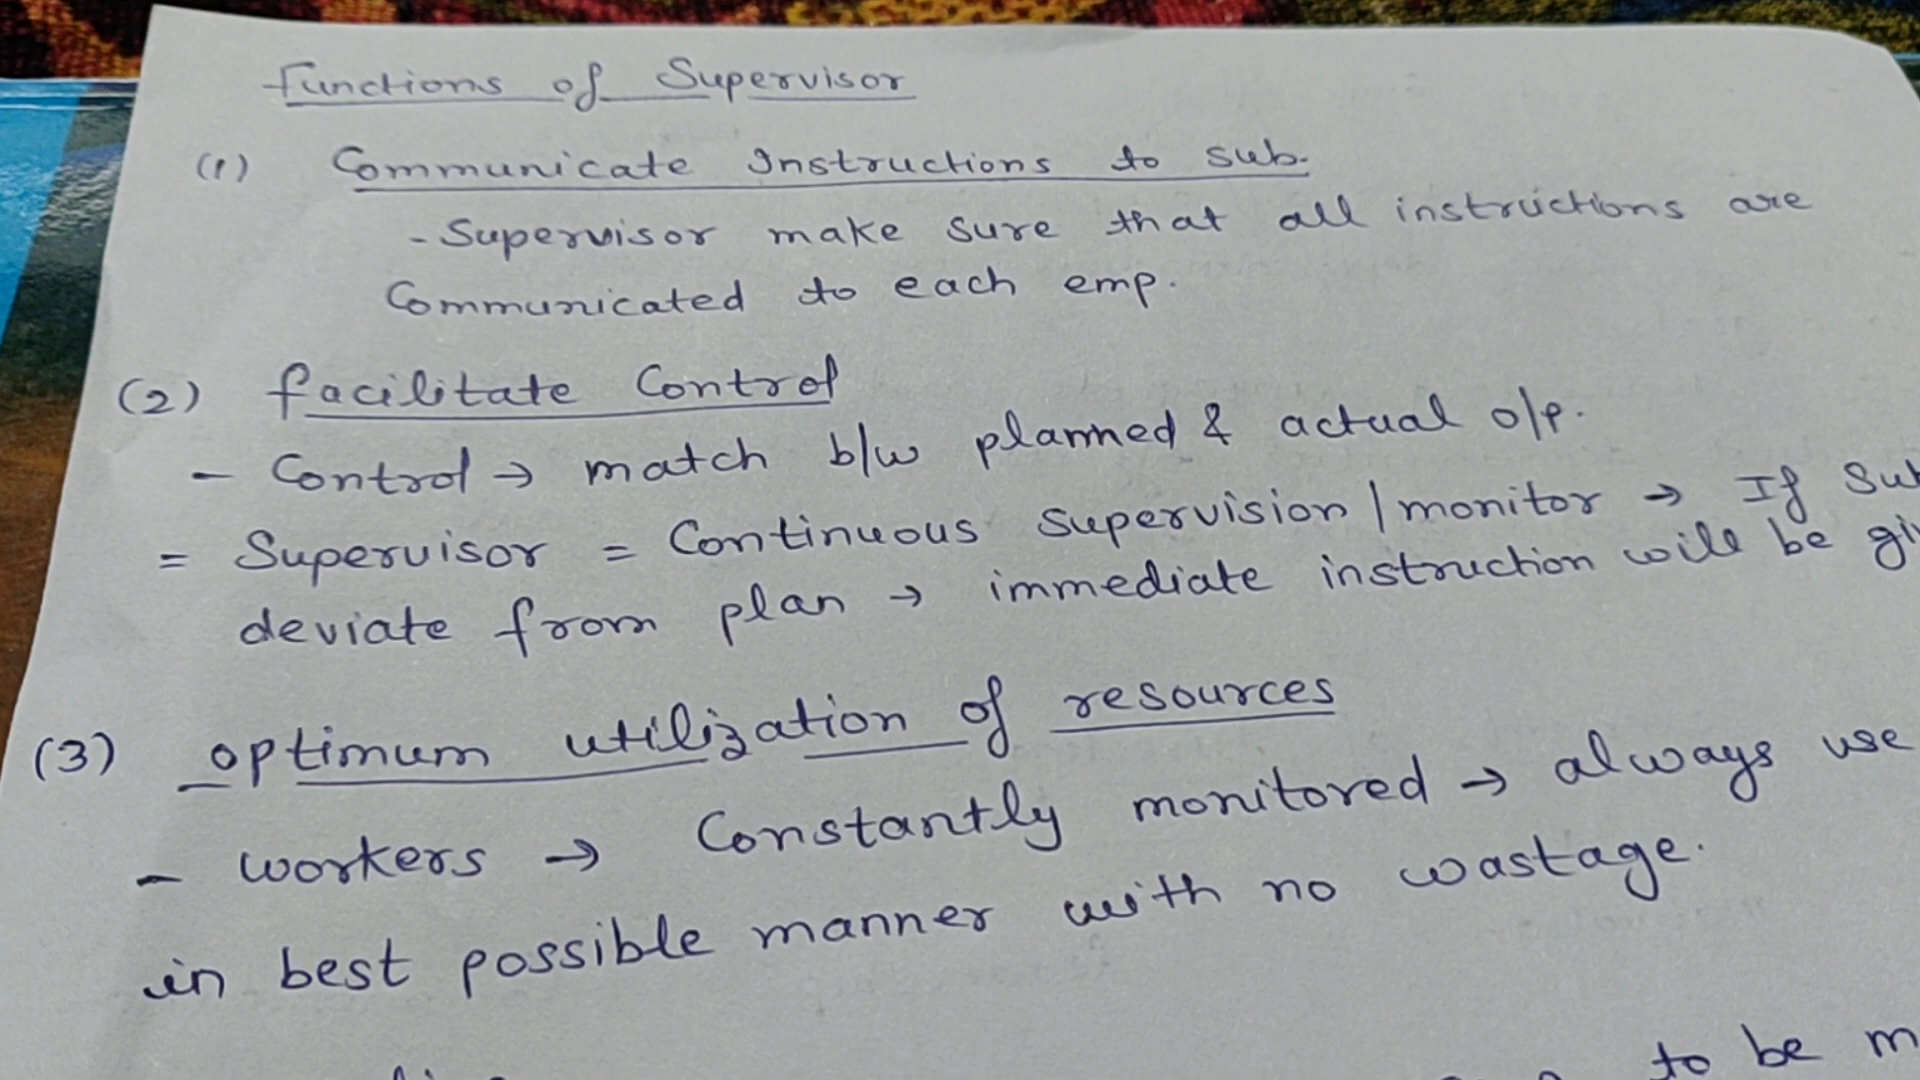 Functions of Supervisor
(1) Communicate Instructions to sub.
- Supervisor make sure that all instructions are
Communicated to each emp.
(2) facilitate Control
- Control → match b/w planned & actual o/p.
= Supervisor = Continuous supervision / monitor → If
deviate from plan → immediate instruction will be
(3) optimum utilization of resources
- workers → Constantly monitored → always use
in best possible manner with no wastage.
to be